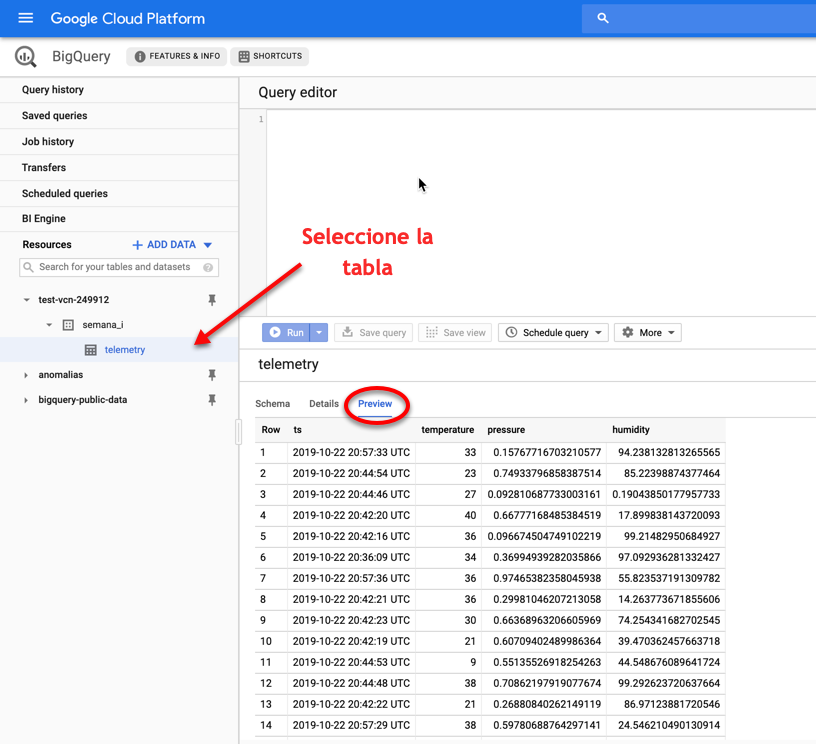 Google Cloud Platform
BigQuery
FEATURES & INFO
SHORTCUTS
Query history
Saved queries
Job history
Transfers
Scheduled queries
BI Engine
Resources
ADD DATA
Search for your tables and datasets
test-vcn-249912
semana_i
telemetry
anomalias
bigquery-public-data
Query editor
1
Seleccione la
tabla
Run
Save query
Save view
Schedule query
More
telemetry
Schema Details Preview
Row ts temperature pressure humidity
1 2019-10-22 20:57:33 UTC 33 0.15767716703210577 94.238132813265565
2 2019-10-22 20:44:54 UTC 23 0.74933796858387514 85.22398874377464
3 2019-10-22 20:44:46 UTC 27 0.092810687733003161 0.19043850177957733
4 2019-10-22 20:42:20 UTC 40 0.66777168485384519 17.899838143720093
5 2019-10-22 20:42:16 UTC 36 0.096674504749102219 99.21482950684927
6 2019-10-22 20:36:09 UTC 34 0.36994939282035866 97.092936281332427
7 2019-10-22 20:57:36 UTC 36 0.97465382358045938 55.823537191309782
8 2019-10-22 20:42:21 UTC 36 0.29981046207213058 14.263773671855606
9 2019-10-22 20:42:23 UTC 30 0.66368963206605969 74.254341682702545
10 2019-10-22 20:42:19 UTC 21 0.60709402489986364 39.470362457663718
11 2019-10-22 20:44:53 UTC 9 0.55135526918254263 44.548676089641724
12 2019-10-22 20:44:48 UTC 38 0.70862197919077674 99.292623720637664
13 2019-10-22 20:42:22 UTC 21 0.26880840262149119 86.97123881720546
14 2019-10-22 20:57:29 UTC 38 0.59780688764297141 24.546210490130914